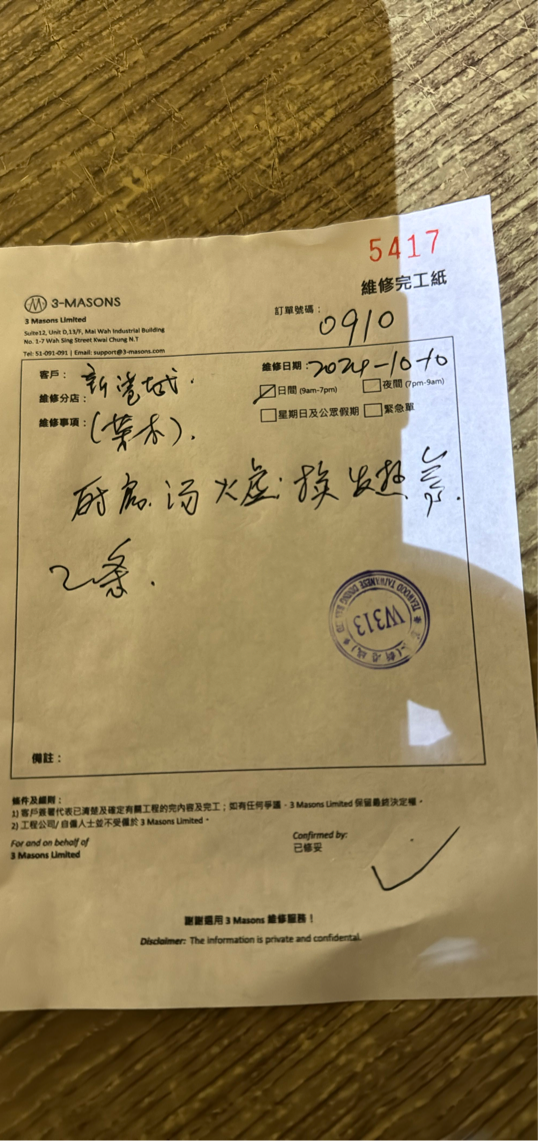 5417
維修完工紙
3-MASONS
3 Masons Limited
Suite12, Unit D,13/F, Mai Wah Industrial Building
No. 1-7 Wah Sing Street Kwai Chung N.T
Tel: 51-091-091 | Email: support@3-masons.com
訂單號碼：
0910
客戶： 新港城.
維修分店：
維修事項： (葉木).
維修日期： 2024-10-10
日間 (9am-7pm) 夜間 (7pm-9am)
星期日及公眾假期 緊急單
火 換发热
2条.
W313
備註：
條件及細則：
1) 客戶簽署代表已清楚及確定有關工程的完內容及完工；如有任何爭議，3 Masons Limited 保留最終決定權。
2) 工程公司/自僱人士並不受僱於 3 Masons Limited。
For and on behalf of
3 Masons Limited
Confirmed by:
已修妥
謝謝選用 3 Masons 維修服務！
Disclaimer: The information is private and confidental.